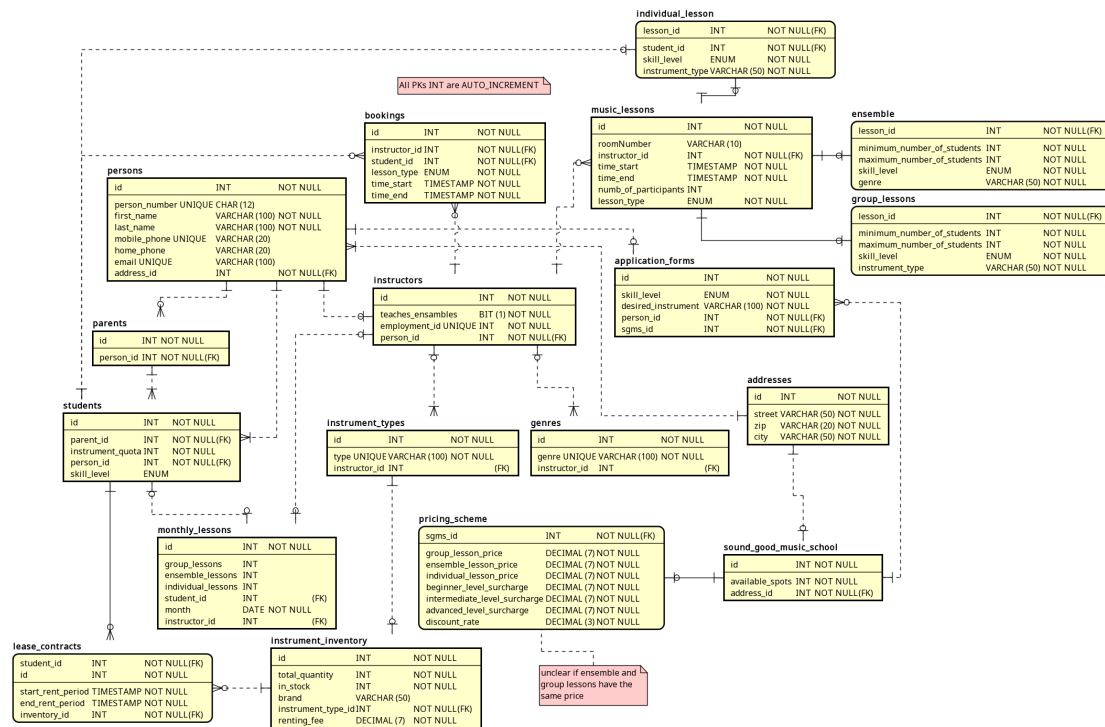 individual_lesson
lesson_id INT NOT NULL(FK)
student_id INT NOT NULL(FK)
skill_level ENUM NOT NULL
instrument_type VARCHAR (50) NOT NULL
All PKs INT are AUTO_INCREMENT
bookings
id INT NOT NULL
instructor_id INT NOT NULL(FK)
student_id INT NOT NULL(FK)
lesson_type ENUM NOT NULL
time_start TIMESTAMP NOT NULL
time_end TIMESTAMP NOT NULL
music_lessons
id INT NOT NULL
roomNumber VARCHAR (10)
instructor_id INT NOT NULL(FK)
time_start TIMESTAMP NOT NULL
time_end TIMESTAMP NOT NULL
numb_of_participants INT
lesson_type ENUM NOT NULL
ensemble
lesson_id INT NOT NULL(FK)
minimum_number_of_students INT NOT NULL
maximum_number_of_students INT NOT NULL
skill_level ENUM NOT NULL
genre VARCHAR (50) NOT NULL
group_lessons
lesson_id INT NOT NULL(FK)
minimum_number_of_students INT NOT NULL
maximum_number_of_students INT NOT NULL
skill_level ENUM NOT NULL
instrument_type VARCHAR (50) NOT NULL
persons
id INT NOT NULL
person_number UNIQUE CHAR (12)
first_name VARCHAR (100) NOT NULL
last_name VARCHAR (100) NOT NULL
mobile_phone UNIQUE VARCHAR (20)
home_phone VARCHAR (20)
email UNIQUE VARCHAR (100)
address_id INT NOT NULL(FK)
application_forms
id INT NOT NULL
skill_level ENUM NOT NULL
desired_instrument VARCHAR (100) NOT NULL
person_id INT NOT NULL(FK)
sgms_id INT NOT NULL(FK)
instructors
id INT NOT NULL
teaches_ensambles BIT (1) NOT NULL
employment_id UNIQUE INT NOT NULL
person_id INT NOT NULL(FK)
parents
id INT NOT NULL
person_id INT NOT NULL(FK)
addresses
id INT NOT NULL
street VARCHAR (50) NOT NULL
zip VARCHAR (20) NOT NULL
city VARCHAR (50) NOT NULL
students
id INT NOT NULL
parent_id INT NOT NULL(FK)
instrument_quota INT NOT NULL
person_id INT NOT NULL(FK)
skill_level ENUM
instrument_types
id INT NOT NULL
type UNIQUE VARCHAR (100) NOT NULL
instructor_id INT (FK)
genres
id INT NOT NULL
genre UNIQUE VARCHAR (100) NOT NULL
instructor_id INT (FK)
monthly_lessons
id INT NOT NULL
group_lessons INT
ensemble_lessons INT
individual_lessons INT
student_id INT (FK)
month DATE NOT NULL
instructor_id INT (FK)
pricing_scheme
sgms_id INT NOT NULL(FK)
group_lesson_price DECIMAL (7) NOT NULL
ensemble_lesson_price DECIMAL (7) NOT NULL
individual_lesson_price DECIMAL (7) NOT NULL
beginner_level_surcharge DECIMAL (7) NOT NULL
intermediate_level_surcharge DECIMAL (7) NOT NULL
advanced_level_surcharge DECIMAL (7) NOT NULL
discount_rate DECIMAL (3) NOT NULL
sound_good_music_school
id INT NOT NULL
available_spots INT NOT NULL
address_id INT NOT NULL(FK)
lease_contracts
student_id INT NOT NULL(FK)
id INT NOT NULL
start_rent_period TIMESTAMP NOT NULL
end_rent_period TIMESTAMP NOT NULL
inventory_id INT NOT NULL(FK)
instrument_inventory
id INT NOT NULL
total_quantity INT NOT NULL
in_stock INT NOT NULL
brand VARCHAR (50)
instrument_type_id INT NOT NULL(FK)
renting_fee DECIMAL (7) NOT NULL
unclear if ensemble and
group lessons have the
same price